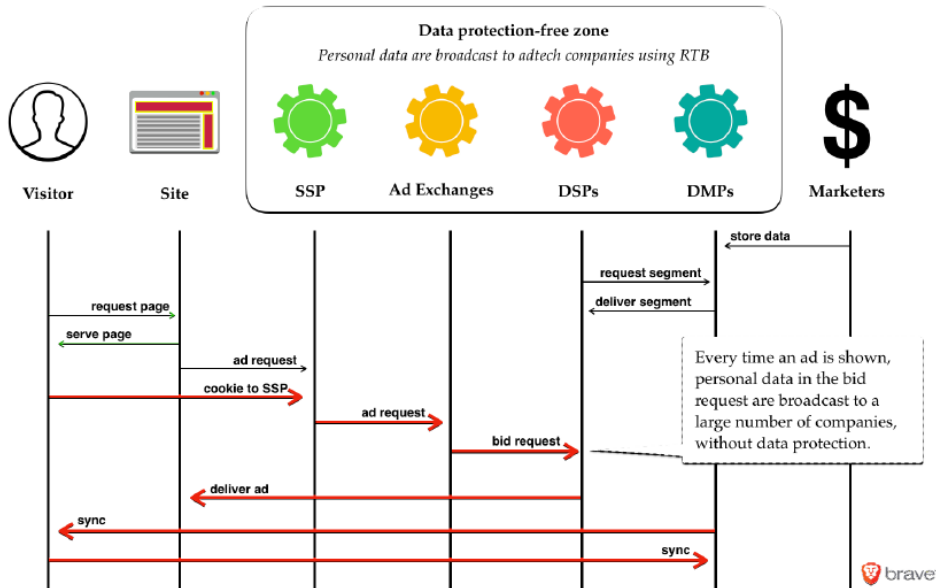 Data protection-free zone
Personal data are broadcast to adtech companies using RTB
$
Visitor
Site
SSP
Ad Exchanges
DSPs
DMPs
Marketers
store data
request segment
deliver segment
request page
serve page
ad request
cookie to SSP
ad request
bid request
Every time an ad is shown,
personal data in the bid
request are broadcast to a
large number of companies,
without data protection.
deliver ad
sync
sync
brave